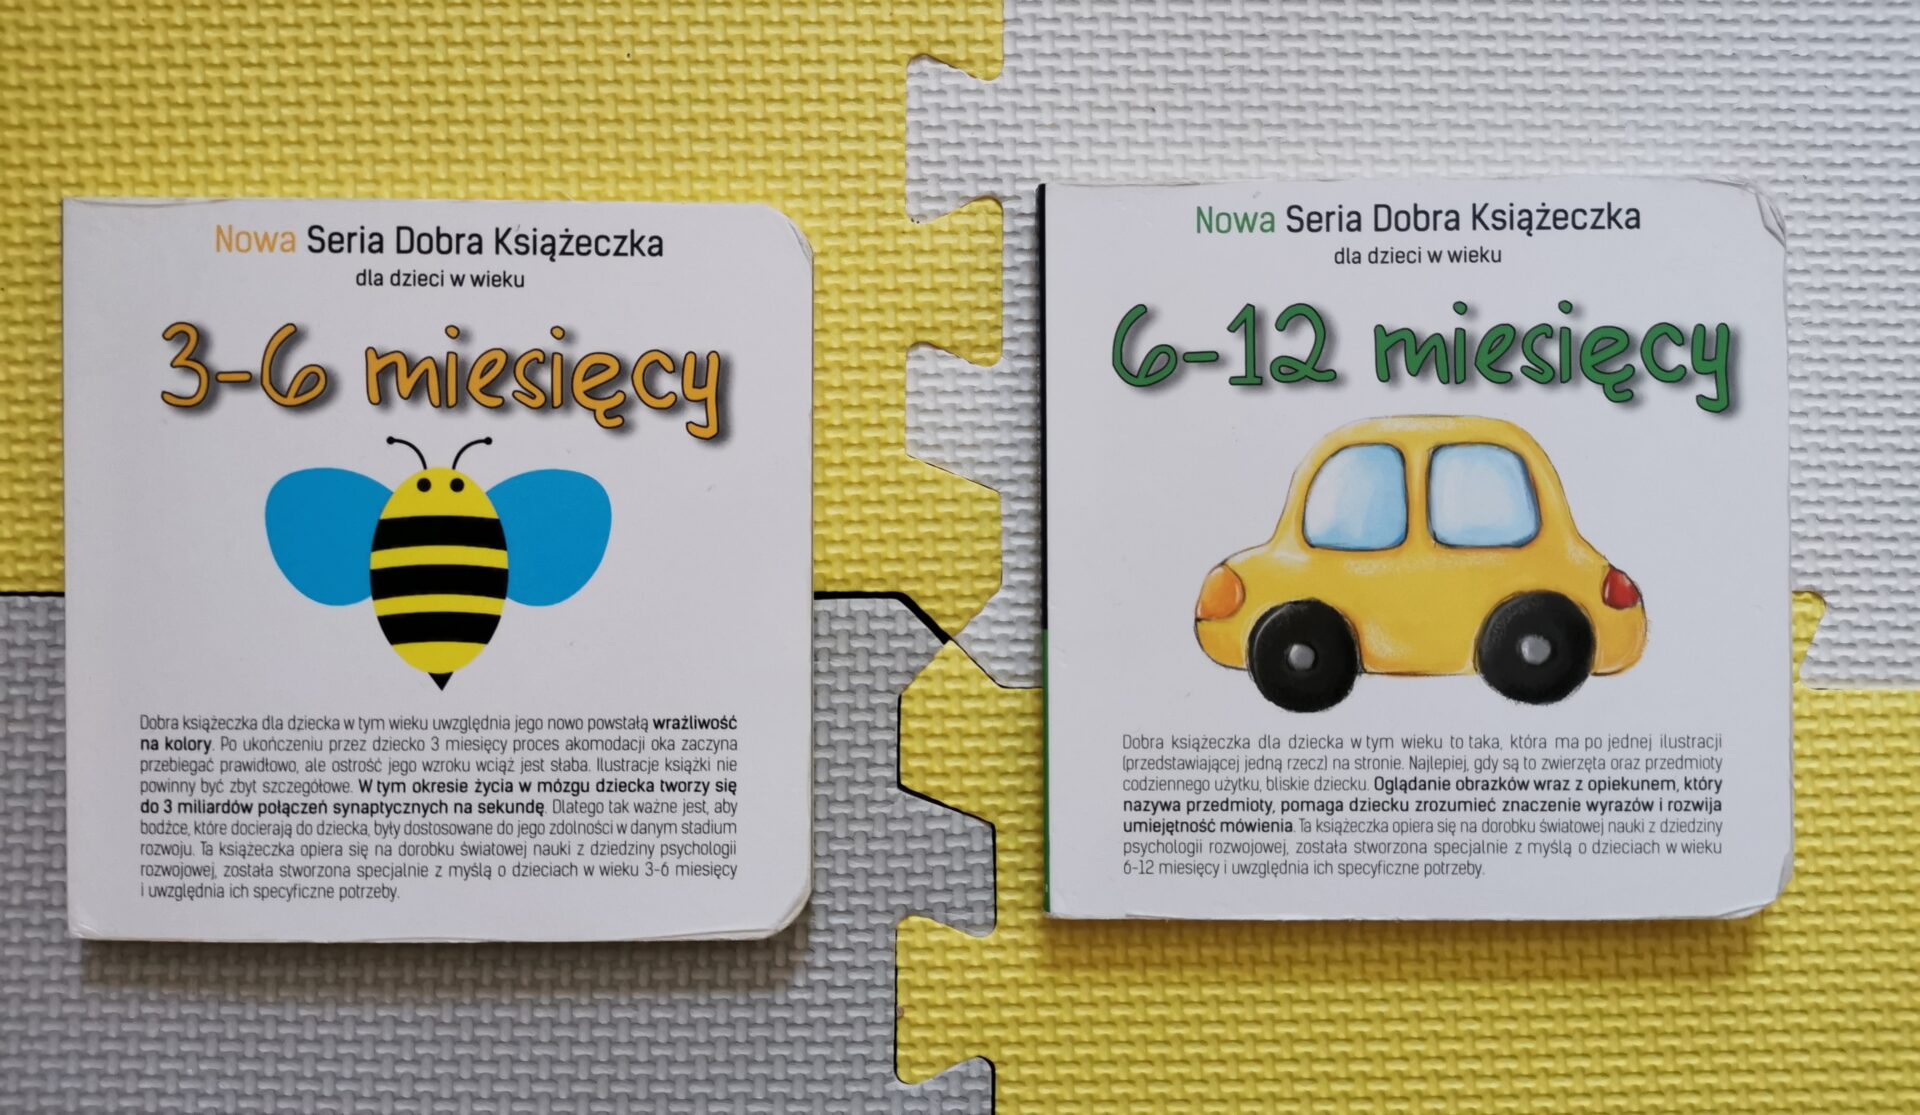 Nowa Seria Dobra Książeczka
dla dzieci w wieku
3-6 miesięcy
Dobra książeczka dla dziecka w tym wieku uwzględnia jego nowo powstałą wrażliwość
na kolory. Po ukończeniu przez dziecko 3 miesięcy proces akomodacji oka zaczyna
przebiegać prawidłowo, ale ostrość jego wzroku wciąż jest słaba. Ilustracje książki nie
powinny być zbyt szczegółowe. W tym okresie życia w mózgu dziecka tworzy się
do 3 miliardów połączeń synaptycznych na sekundę. Dlatego tak ważne jest, aby
bodźce, które docierają do dziecka, były dostosowane do jego zdolności w danym stadium
rozwoju. Ta książeczka opiera się na dorobku światowej nauki z dziedziny psychologii
rozwojowej, została stworzona specjalnie z myślą o dzieciach w wieku 3-6 miesięcy
i uwzględnia ich specyficzne potrzeby.
Nowa Seria Dobra Książeczka
dla dzieci w wieku
6-12 miesięcy
Dobra książeczka dla dziecka w tym wieku to taka, która ma po jednej ilustracji
(przedstawiającej jedną rzecz) na stronie. Najlepiej, gdy są to zwierzęta oraz przedmioty
codziennego użytku, bliskie dziecku. Oglądanie obrazków wraz z opiekunem, który
nazywa przedmioty, pomaga dziecku zrozumieć znaczenie wyrazów i rozwija
umiejętność mówienia. Ta książeczka opiera się na dorobku światowej nauki z dziedziny
psychologii rozwojowej, została stworzona specjalnie z myślą o dzieciach w wieku
6-12 miesięcy i uwzględnia ich specyficzne potrzeby.